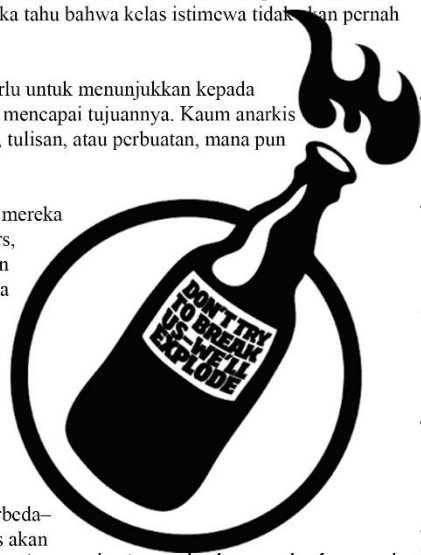 ka tahu bahwa kelas istimewa tidak akan pernah
rlu untuk menunjukkan kepada
mencapai tujuannya. Kaum anarkis
, tulisan, atau perbuatan, mana pun
mereka
rs,
n
a
DON'T TRY
TO BREAK
US–WE'LL
EXPLODE
rbeda–
s akan